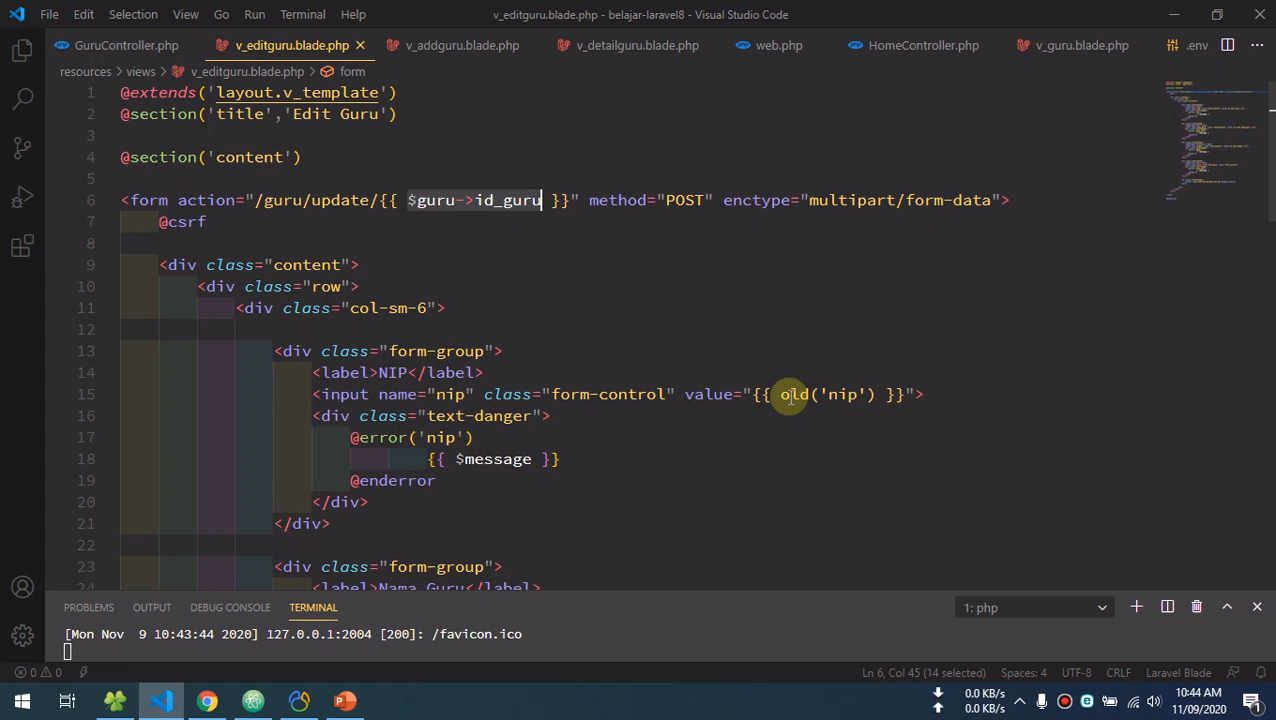 File Edit Selection View Go Run Terminal Help v_editguru.blade.php - belajar-laravel8 - Visual Studio Code
GuruController.php v_editguru.blade.php v_addguru.blade.php v_detailguru.blade.php web.php HomeController.php v_guru.blade.php .env
resources > views > v_editguru.blade.php > form
1 @extends('layout.v_template')
2 @section('title','Edit Guru')
3
4 @section('content')
5
6 <form action="/guru/update/{{ $guru->id_guru }}" method="POST" enctype="multipart/form-data">
7 @csrf
8
9 <div class="content">
10 <div class="row">
11 <div class="col-sm-6">
12
13 <div class="form-group">
14 <label>NIP</label>
15 <input name="nip" class="form-control" value="{{ old('nip') }}">
16 <div class="text-danger">
17 @error('nip')
18 {{ $message }}
19 @enderror
20 </div>
21 </div>
22
23 <div class="form-group">
24 <label>Nama Guru</label>
PROBLEMS OUTPUT DEBUG CONSOLE TERMINAL 1: php
[Mon Nov  9 10:43:44 2020] 127.0.0.1:2004 [200]: /favicon.ico
0 0 Ln 6, Col 45 (14 selected) Spaces: 4 UTF-8 CRLF Laravel Blade
0.0 KB/s 10:44 AM
0.0 KB/s 11/09/2020 1